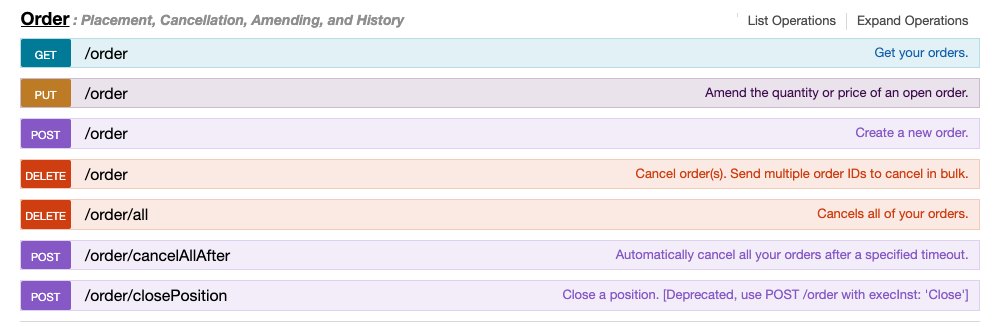 Order : Placement, Cancellation, Amending, and History List Operations Expand Operations
GET /order Get your orders.
PUT /order Amend the quantity or price of an open order.
POST /order Create a new order.
DELETE /order Cancel order(s). Send multiple order IDs to cancel in bulk.
DELETE /order/all Cancels all of your orders.
POST /order/cancelAllAfter Automatically cancel all your orders after a specified timeout.
POST /order/closePosition Close a position. [Deprecated, use POST /order with execInst: 'Close']